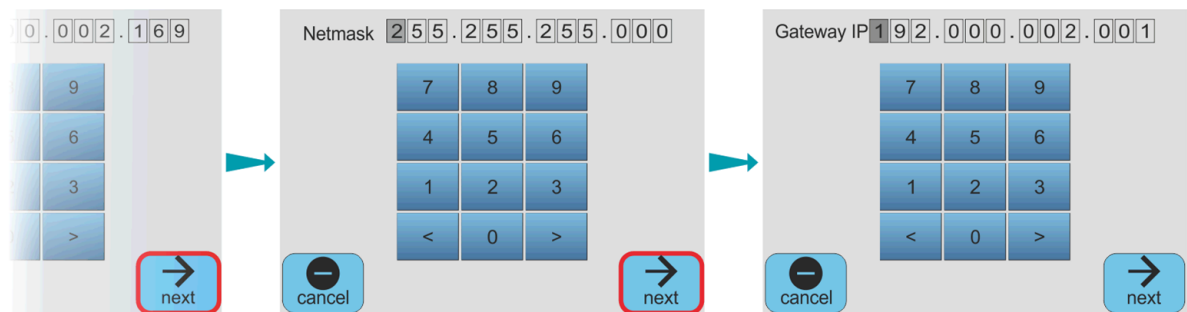 0.002.169
9
6
3
>
next
Netmask 255.255.255.000
7 8 9
4 5 6
1 2 3
< 0 >
cancel next
Gateway IP 192.000.002.001
7 8 9
4 5 6
1 2 3
< 0 >
cancel next